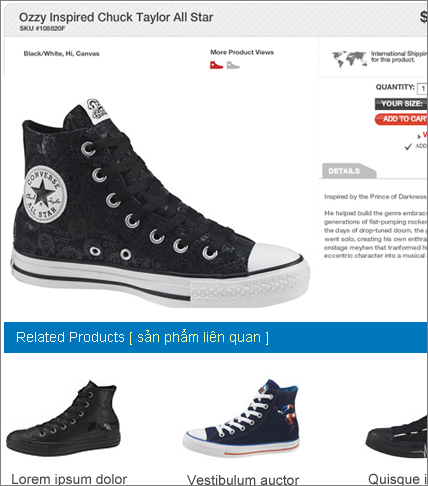 Ozzy Inspired Chuck Taylor All Star
$
SKU #108820F
Black/White, Hi, Canvas
More Product Views
International Shipping
for this product.
QUANTITY: 1
YOUR SIZE:
ADD TO CART
V
ADD
CONVERSE
ALL STAR
DETAILS
Inspired by the Prince of Darkness
He helped build the genre embrace
generations of fist-pumping rocker
the days of drop-tuned doom, the g
went solo, creating his own enthra
onstage meyhen that tranformed hi
eccentric character into a musical
Related Products [ sản phẩm liên quan ]
Lorem ipsum dolor
Vestibulum auctor
Quisque i